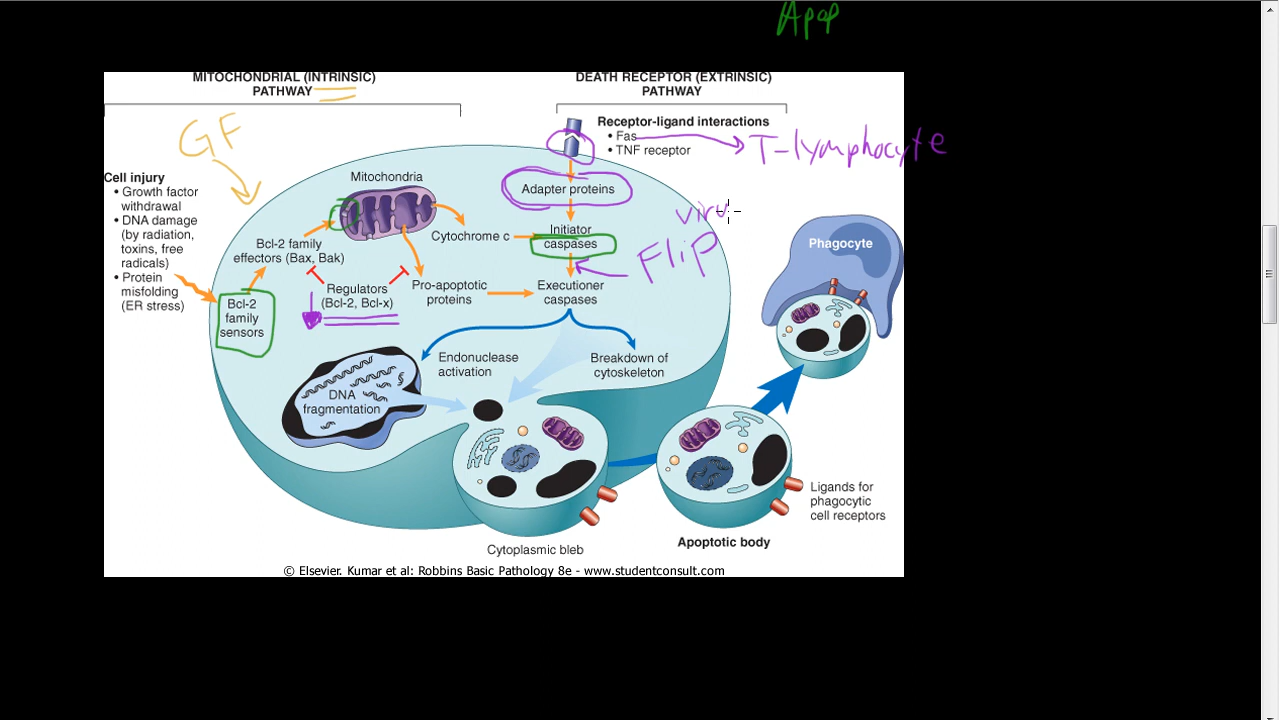 Apop
MITOCHONDRIAL (INTRINSIC)
PATHWAY
DEATH RECEPTOR (EXTRINSIC)
PATHWAY
GF
Receptor-ligand interactions
• Fas
• TNF receptor
T-lymphocyte
Cell injury
• Growth factor
withdrawal
• DNA damage
(by radiation,
toxins, free
radicals)
• Protein
misfolding
(ER stress)
Mitochondria
Adapter proteins
Bcl-2 family
effectors (Bax, Bak)
Cytochrome c
Initiator
caspases
viru
FliP
Phagocyte
Regulators
(Bcl-2, Bcl-x)
Pro-apoptotic
proteins
Executioner
caspases
Bcl-2
family
sensors
Endonuclease
activation
Breakdown of
cytoskeleton
DNA
fragmentation
Ligands for
phagocytic
cell receptors
Cytoplasmic bleb
Apoptotic body
© Elsevier. Kumar et al: Robbins Basic Pathology 8e - www.studentconsult.com